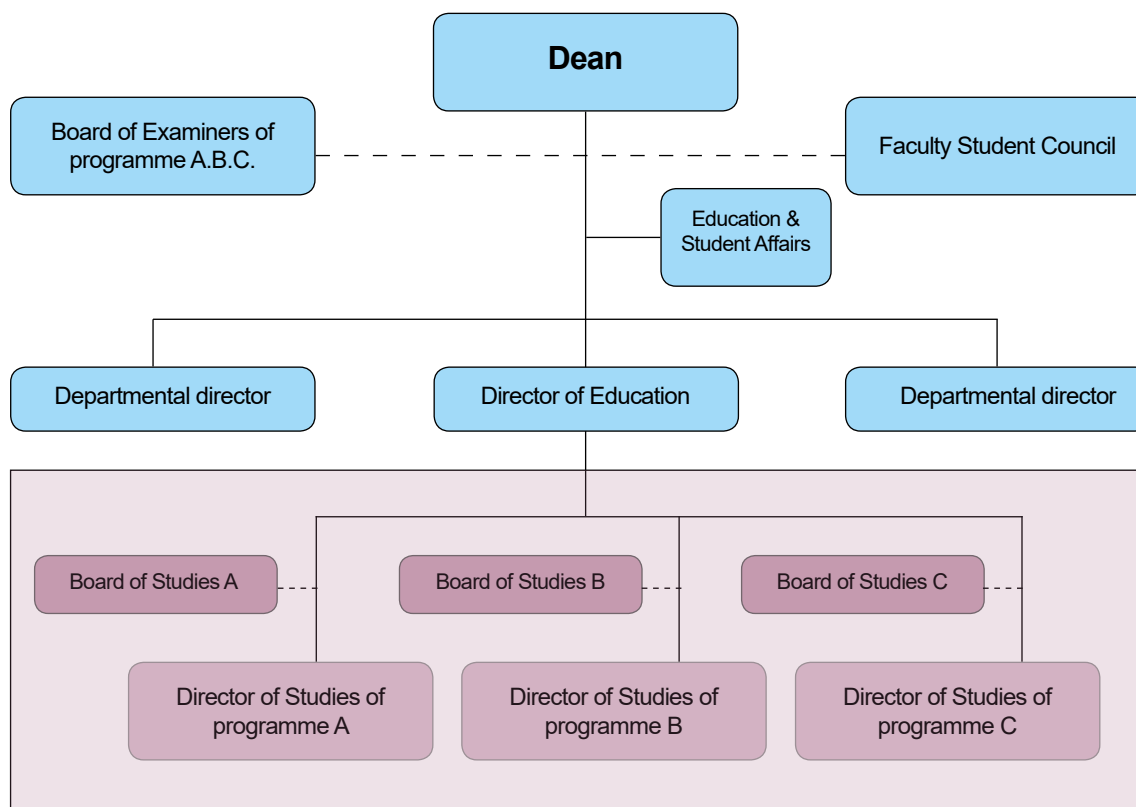 Dean
Board of Examiners of
programme A.B.C.
Faculty Student Council
Education &
Student Affairs
Departmental director
Director of Education
Departmental director
Board of Studies A
Board of Studies B
Board of Studies C
Director of Studies of
programme A
Director of Studies of
programme B
Director of Studies of
programme C